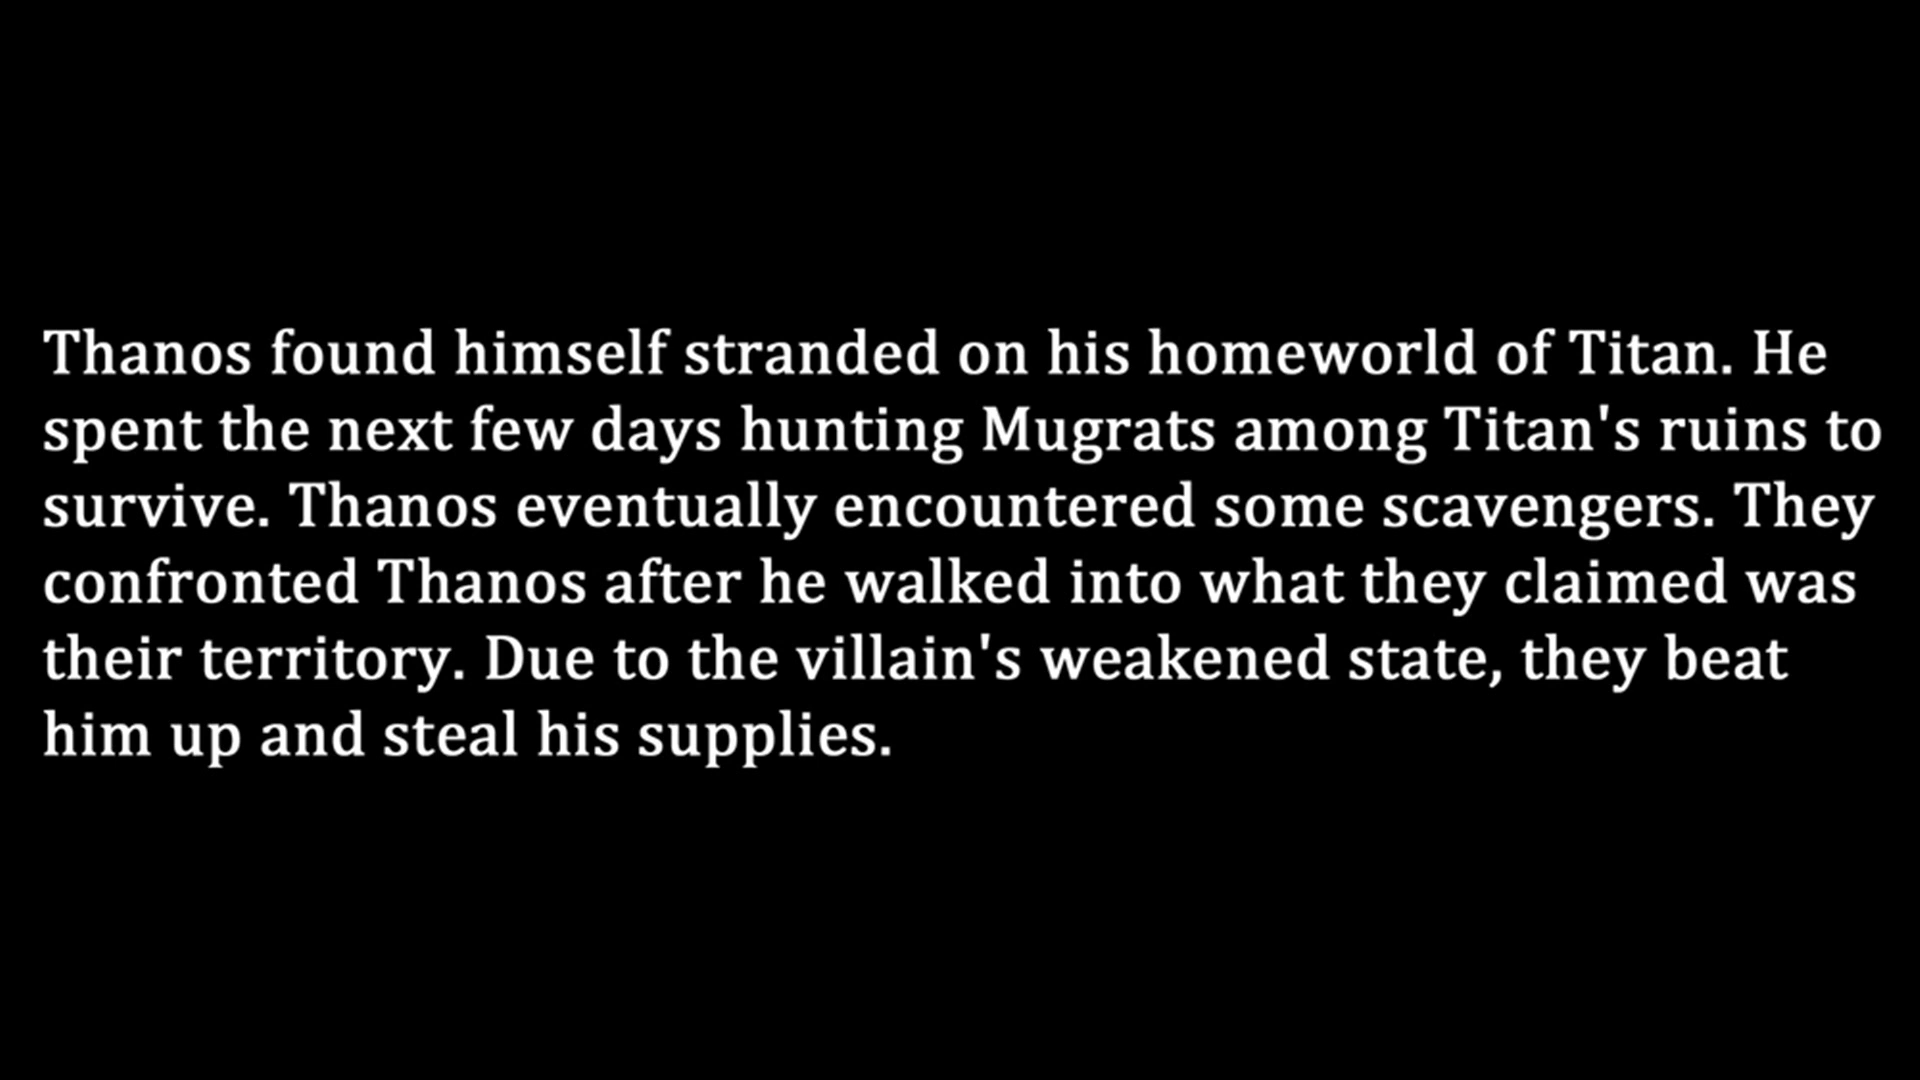 Thanos found himself stranded on his homeworld of Titan. He
spent the next few days hunting Mugrats among Titan's ruins to
survive. Thanos eventually encountered some scavengers. They
confronted Thanos after he walked into what they claimed was
their territory. Due to the villain's weakened state, they beat
him up and steal his supplies.